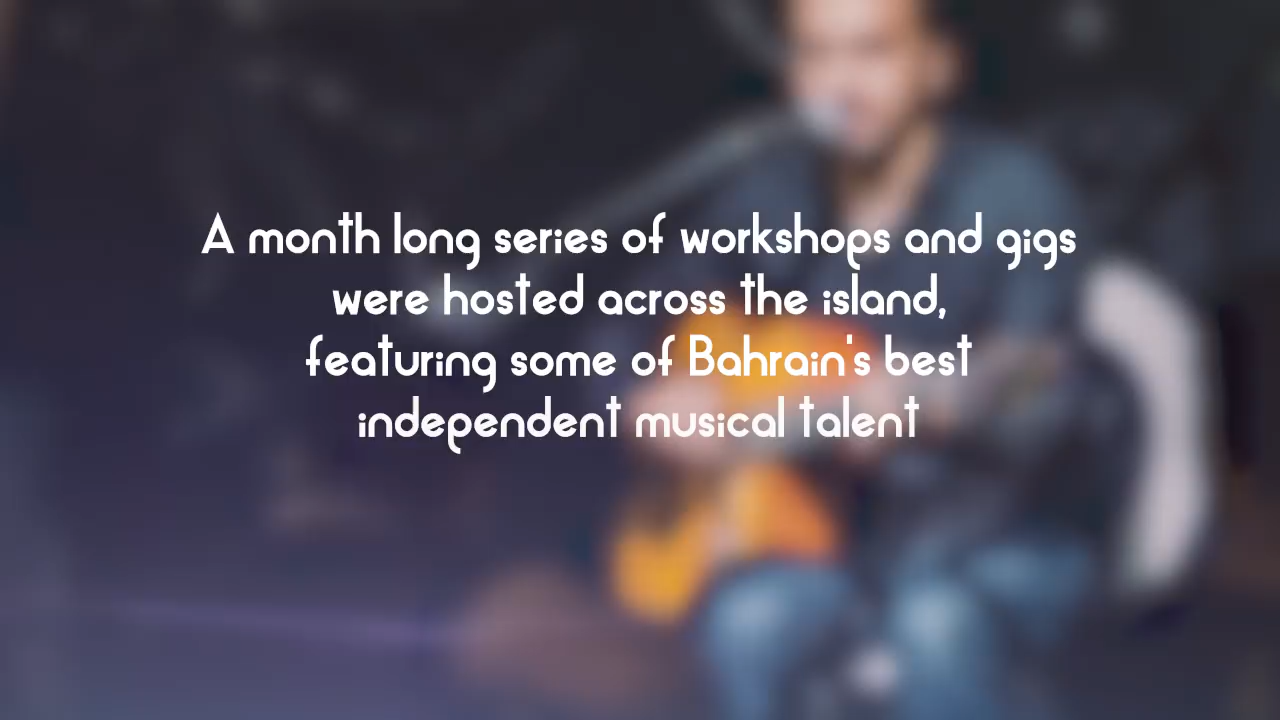 A month long series of workshops and gigs
were hosted across the island,
featuring some of Bahrain's best
independent musical talent